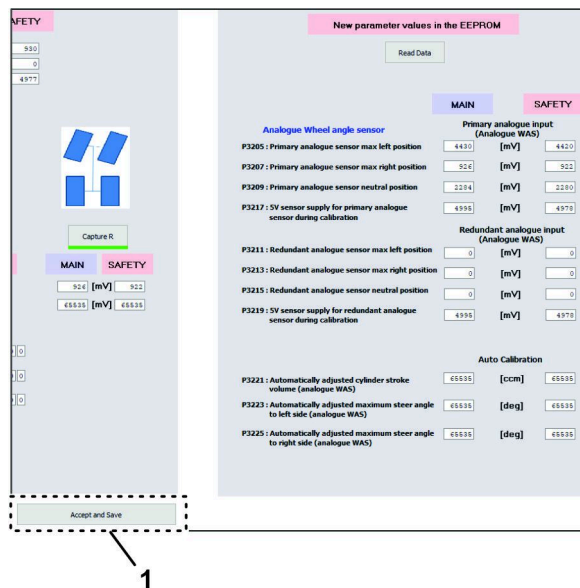 AFETY
930
0
4977
Capture R
MAIN SAFETY
926 [mV] 922
65535 [mV] 65535
0 0
0 0
0 0
Accept and Save
1
New parameter values in the EEPROM
Read Data
MAIN SAFETY
Analogue Wheel angle sensor
Primary analogue input
(Analogue WAS)
P3205 : Primary analogue sensor max left position 4430 [mV] 4420
P3207 : Primary analogue sensor max right position 926 [mV] 922
P3209 : Primary analogue sensor neutral position 2284 [mV] 2280
P3217 : 5V sensor supply for primary analogue 4995 [mV] 4978
sensor during calibration
Redundant analogue input
(Analogue WAS)
P3211 : Redundant analogue sensor max left position 0 [mV] 0
P3213 : Redundant analogue sensor max right position 0 [mV] 0
P3215 : Redundant analogue sensor neutral position 0 [mV] 0
P3219 : 5V sensor supply for redundant analogue 4995 [mV] 4978
sensor during calibration
Auto Calibration
P3221 : Automatically adjusted cylinder stroke 65535 [ccm] 65535
volume (analogue WAS)
P3223 : Automatically adjusted maximum steer angle 65535 [deg] 65535
to left side (analogue WAS)
P3225 : Automatically adjusted maximum steer angle 65535 [deg] 65535
to right side (analogue WAS)